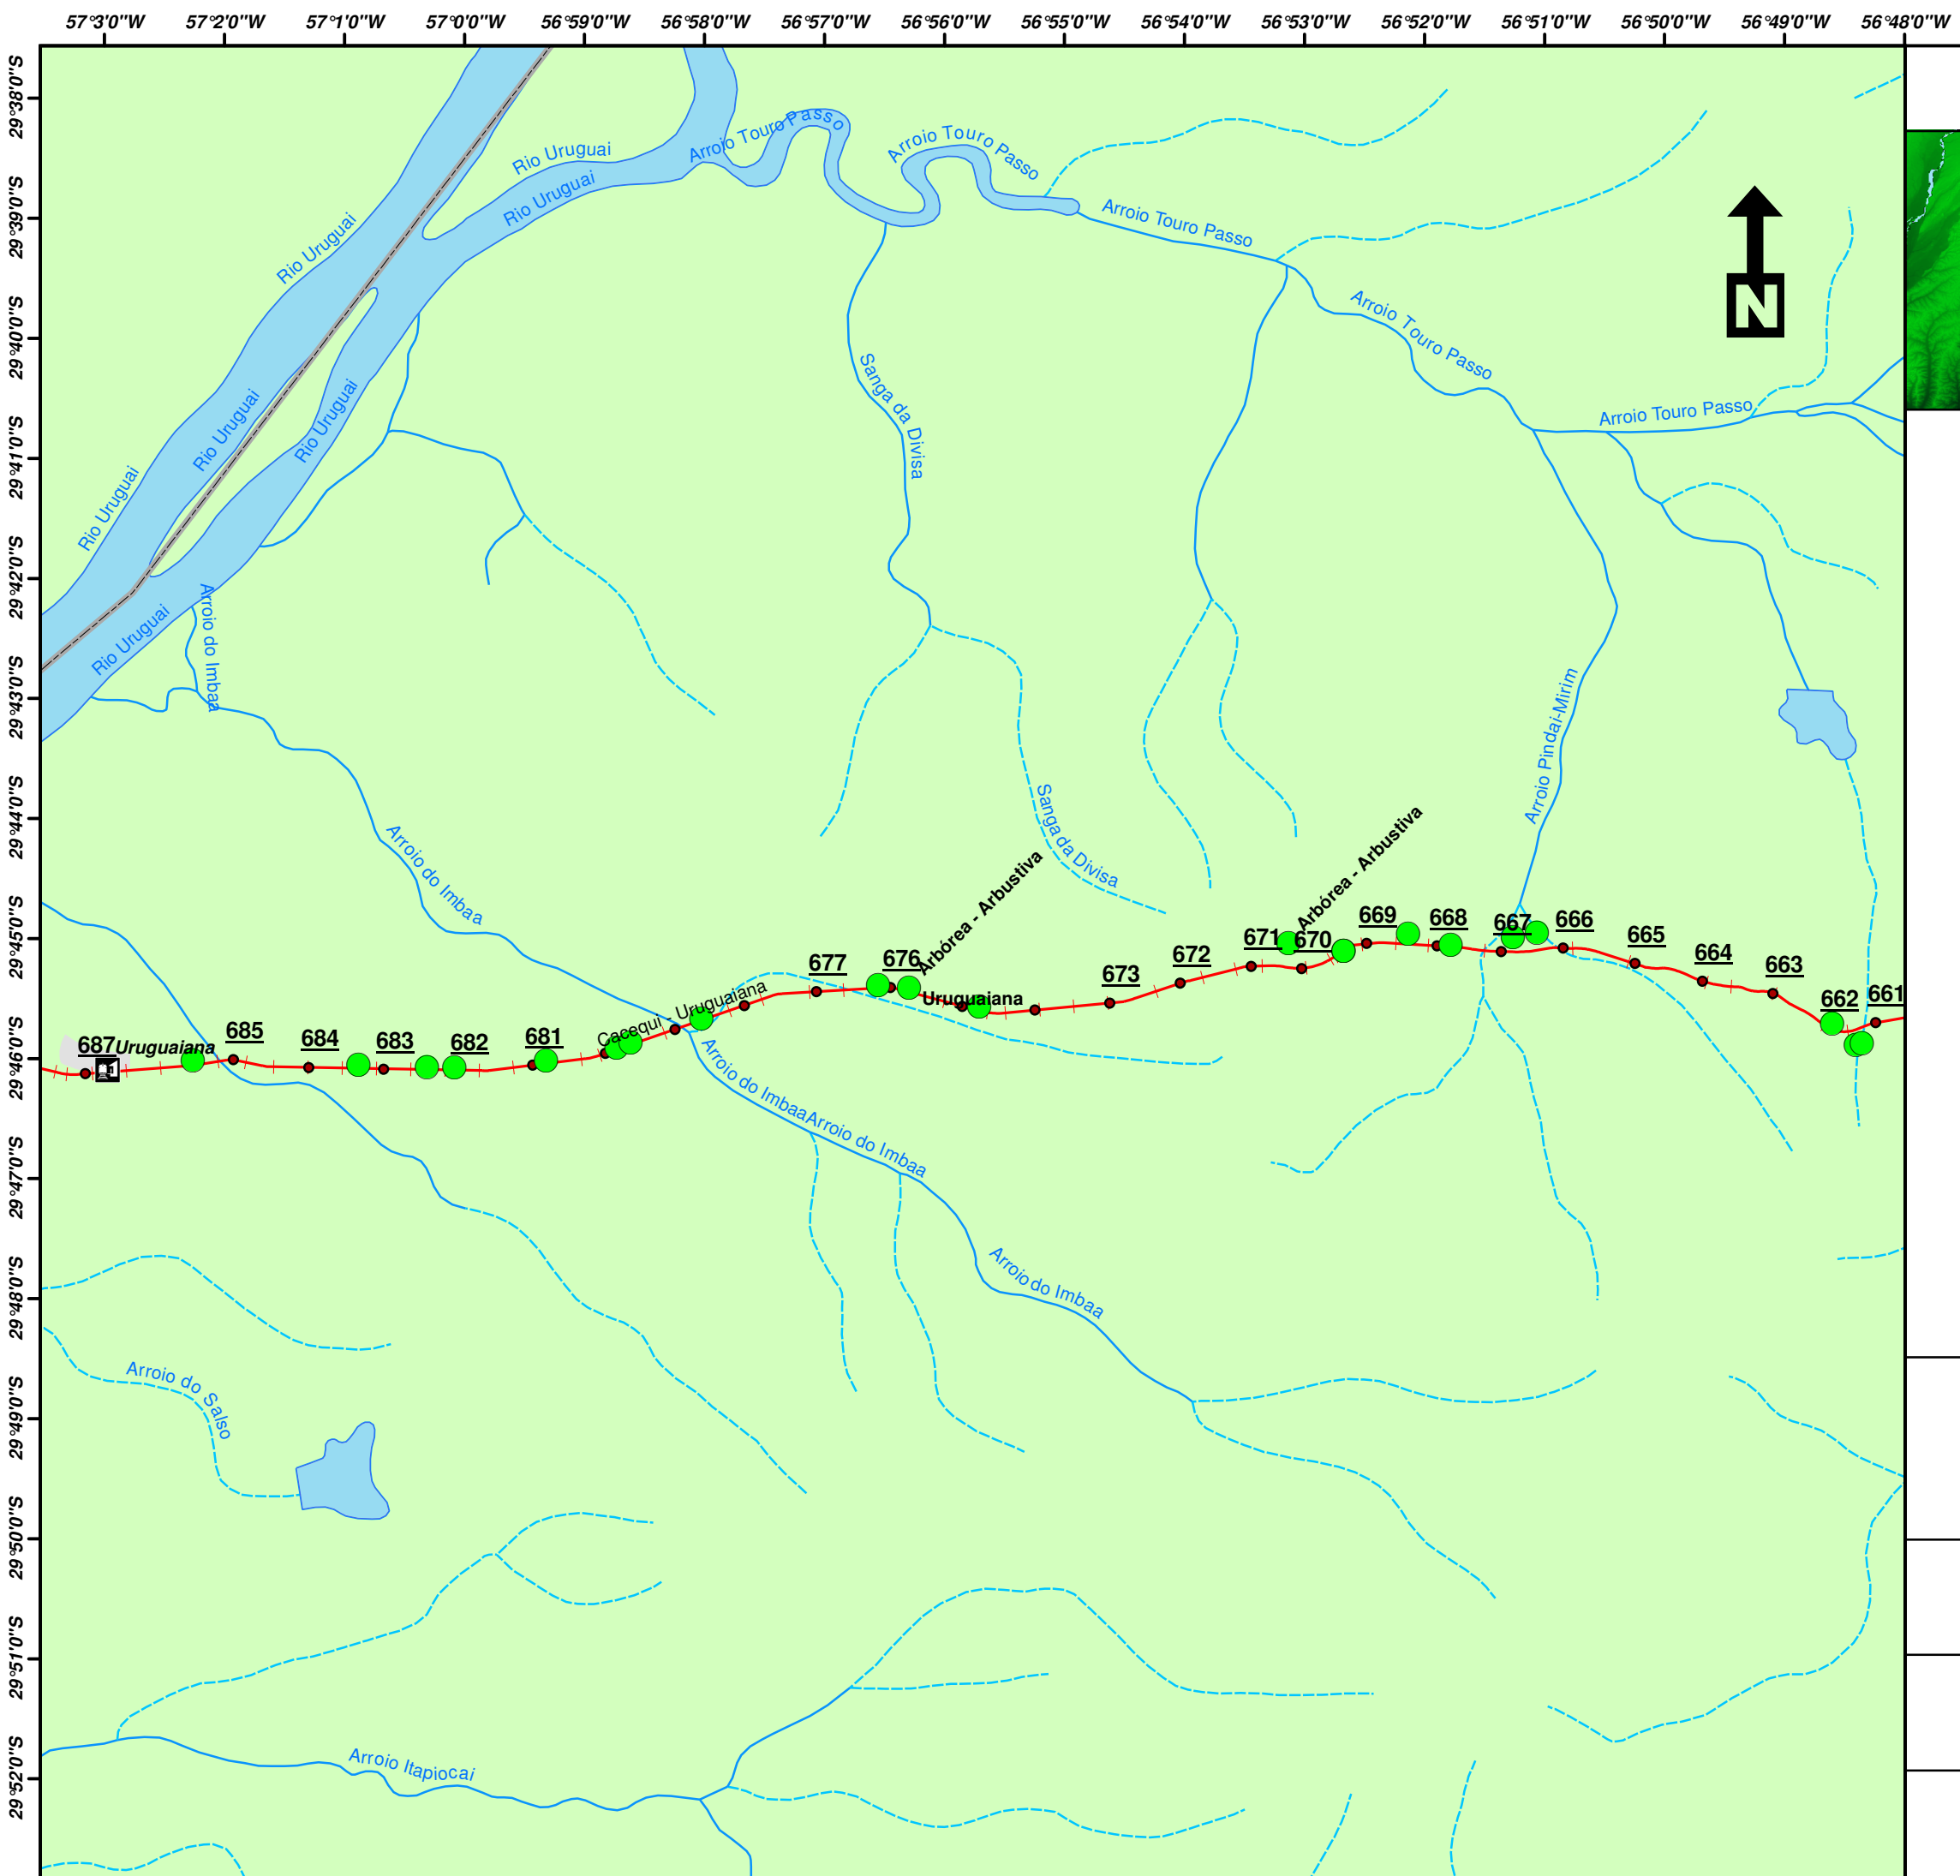 57°3'0"W 57°2'0"W 57°1'0"W 57°0'0"W 56°59'0"W 56°58'0"W 56°57'0"W 56°56'0"W 56°55'0"W 56°54'0"W 56°53'0"W 56°52'0"W 56°51'0"W 56°50'0"W 56°49'0"W 56°48'0"W
29°38'0"S
29°39'0"S
29°40'0"S
29°41'0"S
29°42'0"S
29°43'0"S
29°44'0"S
29°45'0"S
29°46'0"S
29°47'0"S
29°48'0"S
29°49'0"S
29°50'0"S
29°51'0"S
29°52'0"S
Arroio Touro Passo
Arroio Touro Passo
Rio Uruguai
Rio Uruguai
Rio Uruguai
Arroio Touro Passo
N
Arroio Touro Passo
Sanga da Divisa
Rio Uruguai
Rio Uruguai
Arroio Touro Passo
Rio Uruguai
Arroio do Imbaa
Rio Uruguai
Arroio Pindai-Mirim
Sanga da Divisa
Arroio do Imbaa
Arbórea - Arbustiva
Arbórea - Arbustiva
677 676 673 672 671 670 669 668 667 666 665 664 663 662 661
Uruguaiana
Cacequi - Uruguaiana
687 Uruguaiana 685 684 683 682 681
Arroio do Imbaa
Arroio do Imbaa
Arroio do Imbaa
Arroio do Salso
Arroio Itapiocai